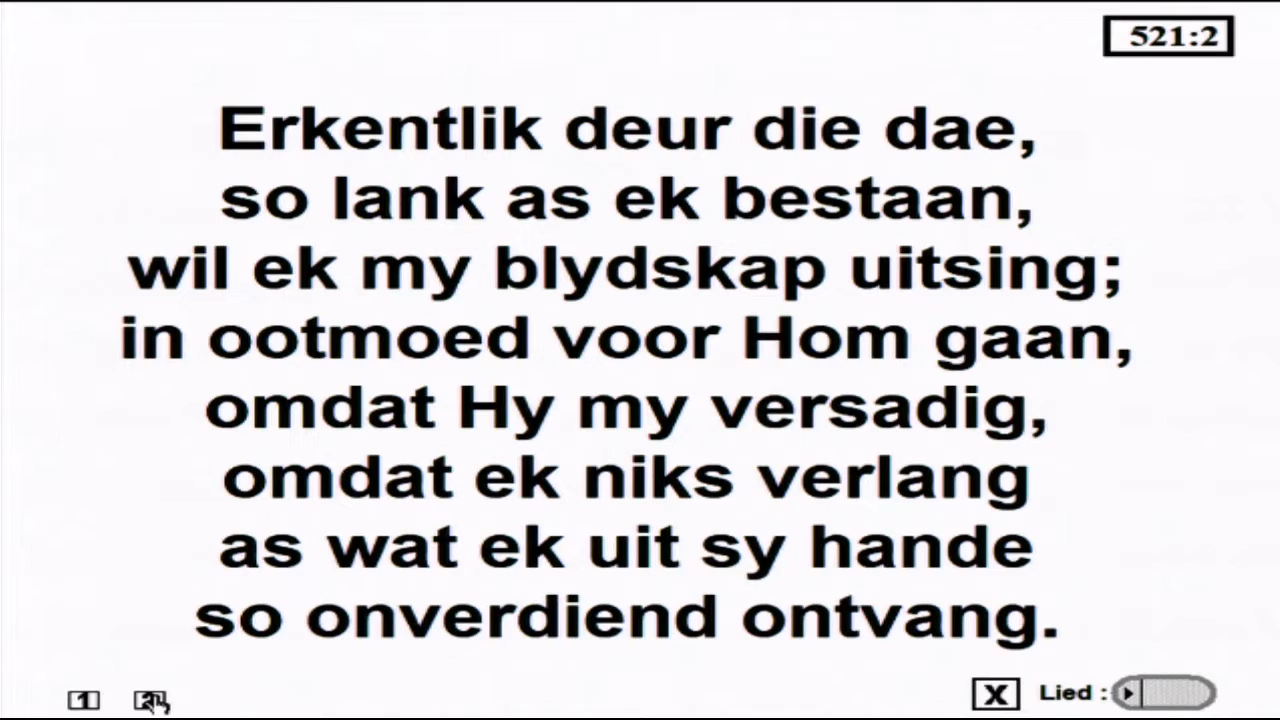 521:2
Erkentlik deur die dae,
so lank as ek bestaan,
wil ek my blydskap uitsing;
in ootmoed voor Hom gaan,
omdat Hy my versadig,
omdat ek niks verlang
as wat ek uit sy hande
so onverdiend ontvang.
1 2 X Lied :